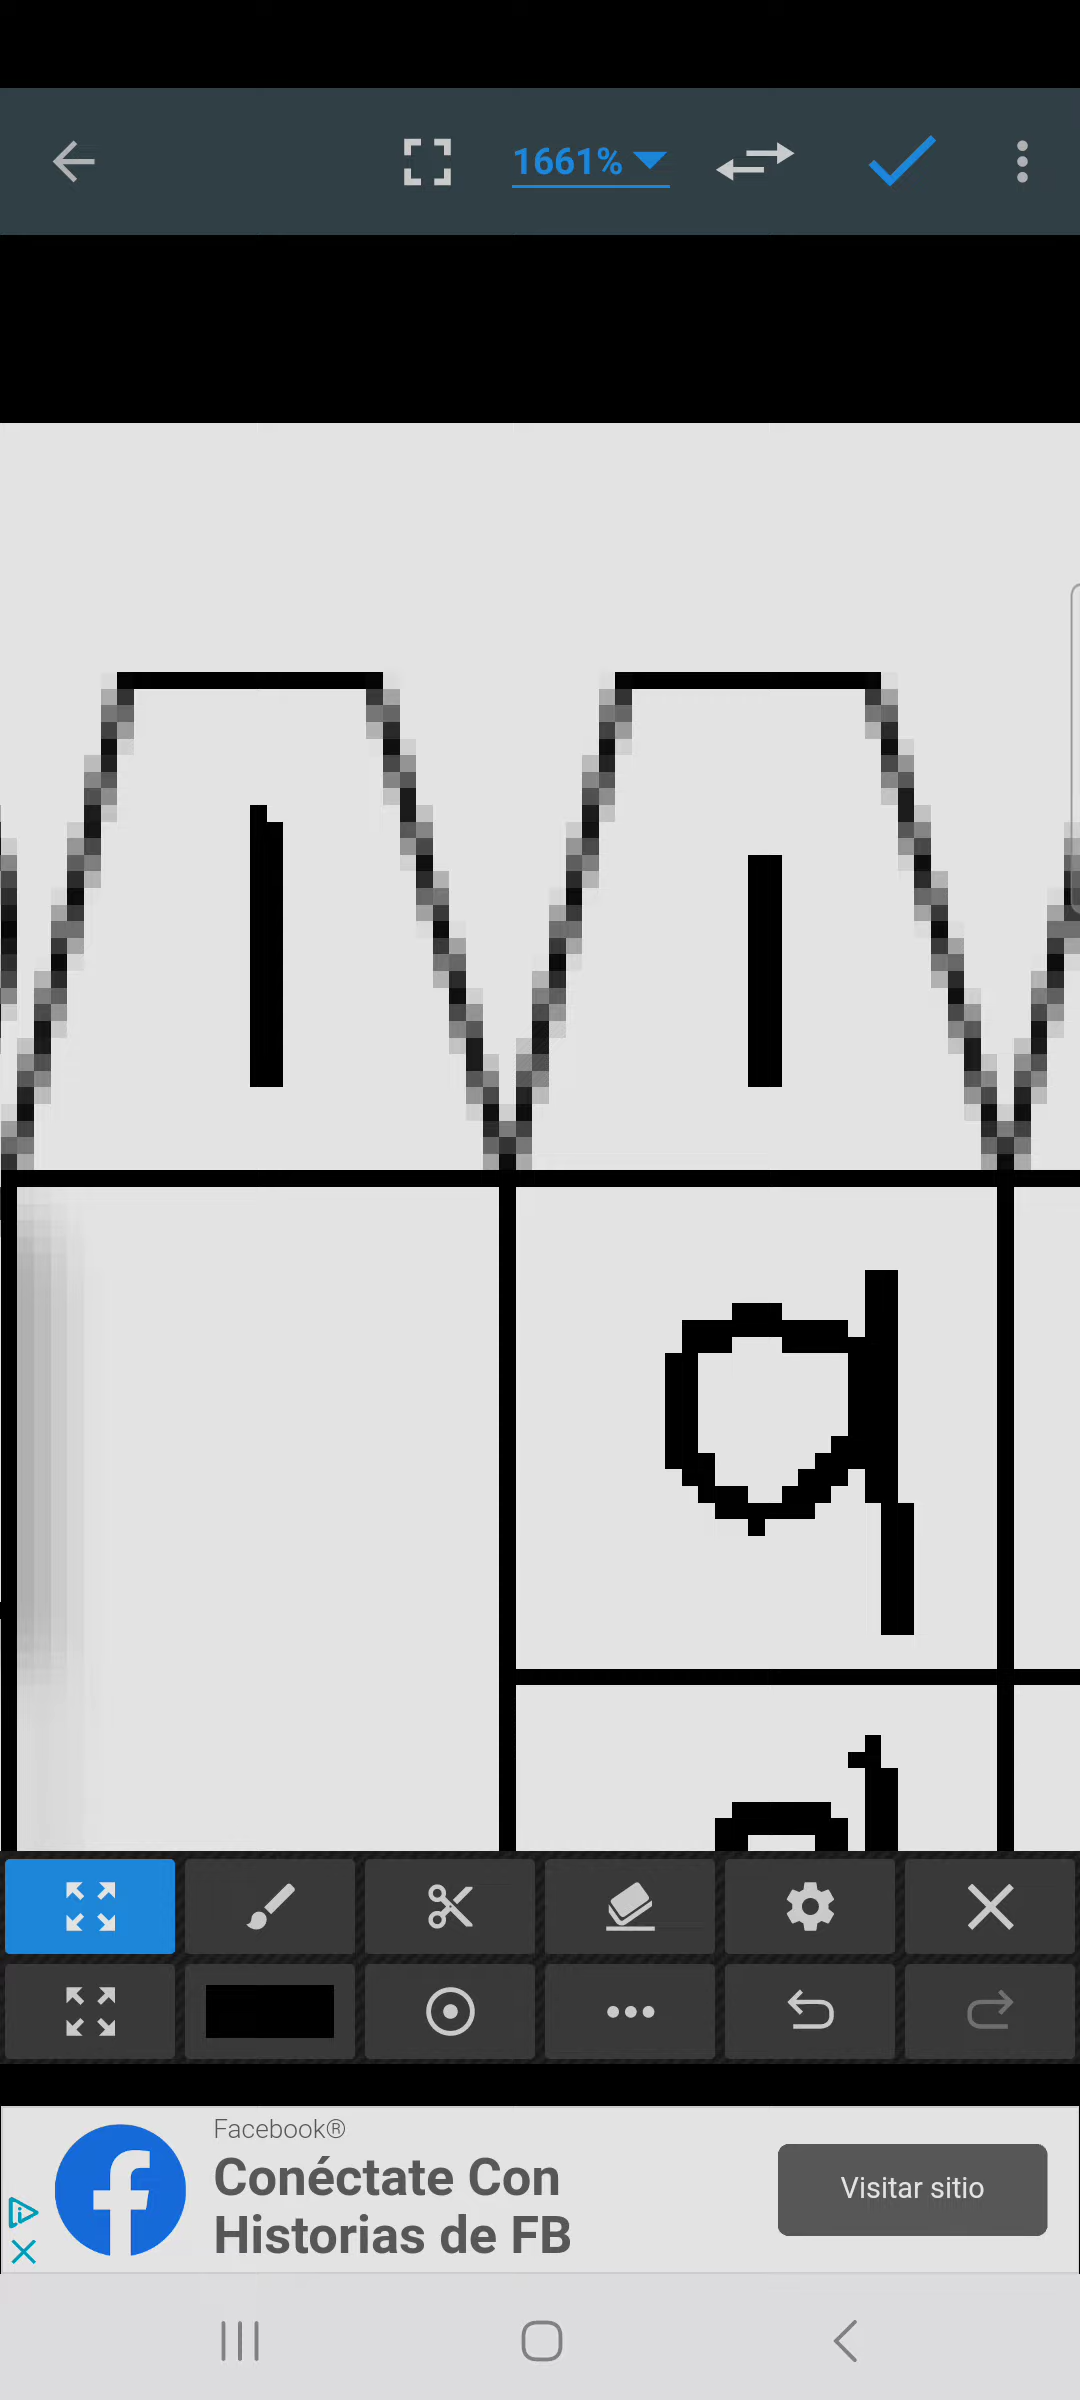 1661%
l l
q
Facebook®
Conéctate Con
Historias de FB
Visitar sitio